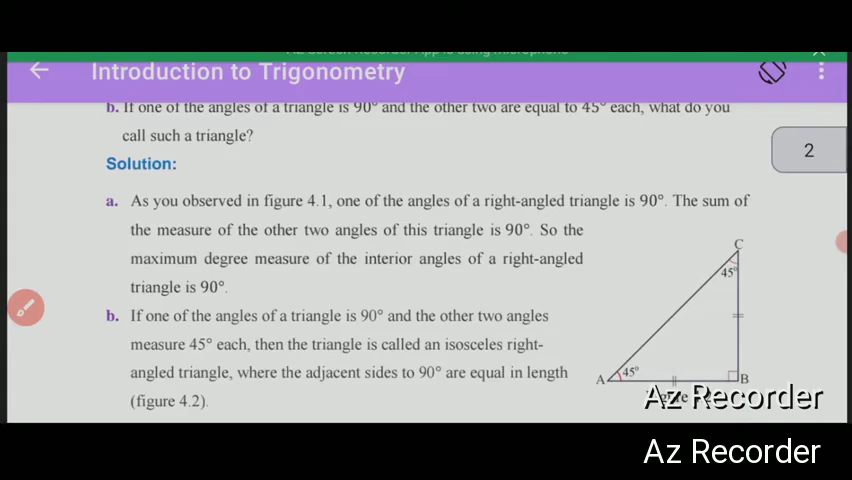 Introduction to Trigonometry
b. If one of the angles of a triangle is 90° and the other two are equal to 45° each, what do you
call such a triangle?
2
Solution:
a. As you observed in figure 4.1, one of the angles of a right-angled triangle is 90°. The sum of
the measure of the other two angles of this triangle is 90°. So the
maximum degree measure of the interior angles of a right-angled
triangle is 90°.
b. If one of the angles of a triangle is 90° and the other two angles
measure 45° each, then the triangle is called an isosceles right-
angled triangle, where the adjacent sides to 90° are equal in length
(figure 4.2).
C
45°
A
45°
B
Az Recorder
Az Recorder